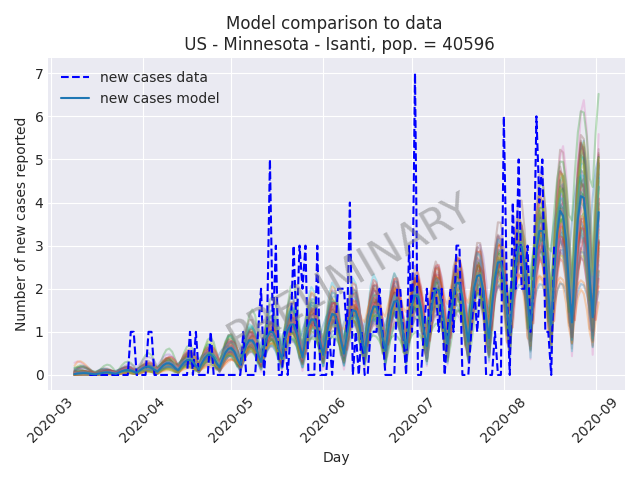 Model comparison to data
US - Minnesota - Isanti, pop. = 40596
new cases data
new cases model
PRELIMINARY
Number of new cases reported
7
6
5
4
3
2
1
0
2020-03
2020-04
2020-05
2020-06
2020-07
2020-08
2020-09
Day